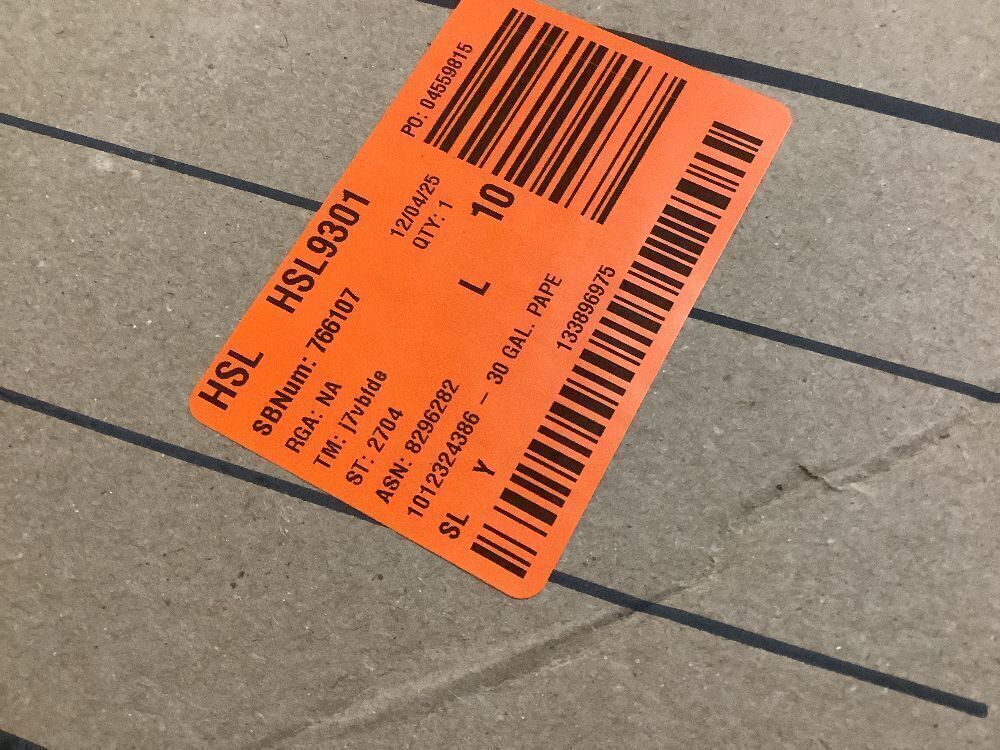 HSL HSL9301 PO: 04559815
SBNum: 766107 12/04/25
RGA: NA QTY: 1
TM: i7vbfde
ST: 2704 L 10
ASN: 8296282
1012324386 - 30 GAL. PAPE
SL Y 133896975